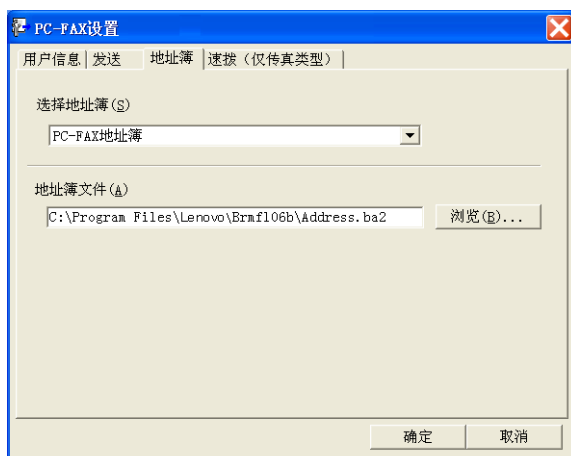 PC-FAX设置
用户信息 发送 地址簿 速拨（仅传真类型）
选择地址簿(S)
PC-FAX地址簿
地址簿文件(A)
C:\Program Files\Lenovo\Brmfl06b\Address.ba2 浏览(B)...
确定 取消